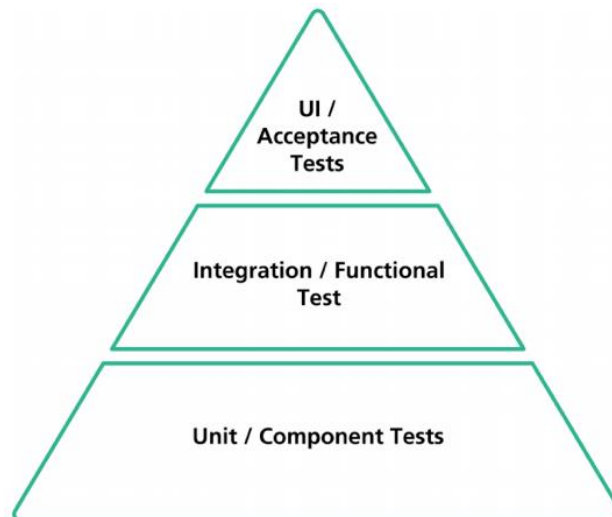 UI /
Acceptance
Tests
Integration / Functional
Test
Unit / Component Tests